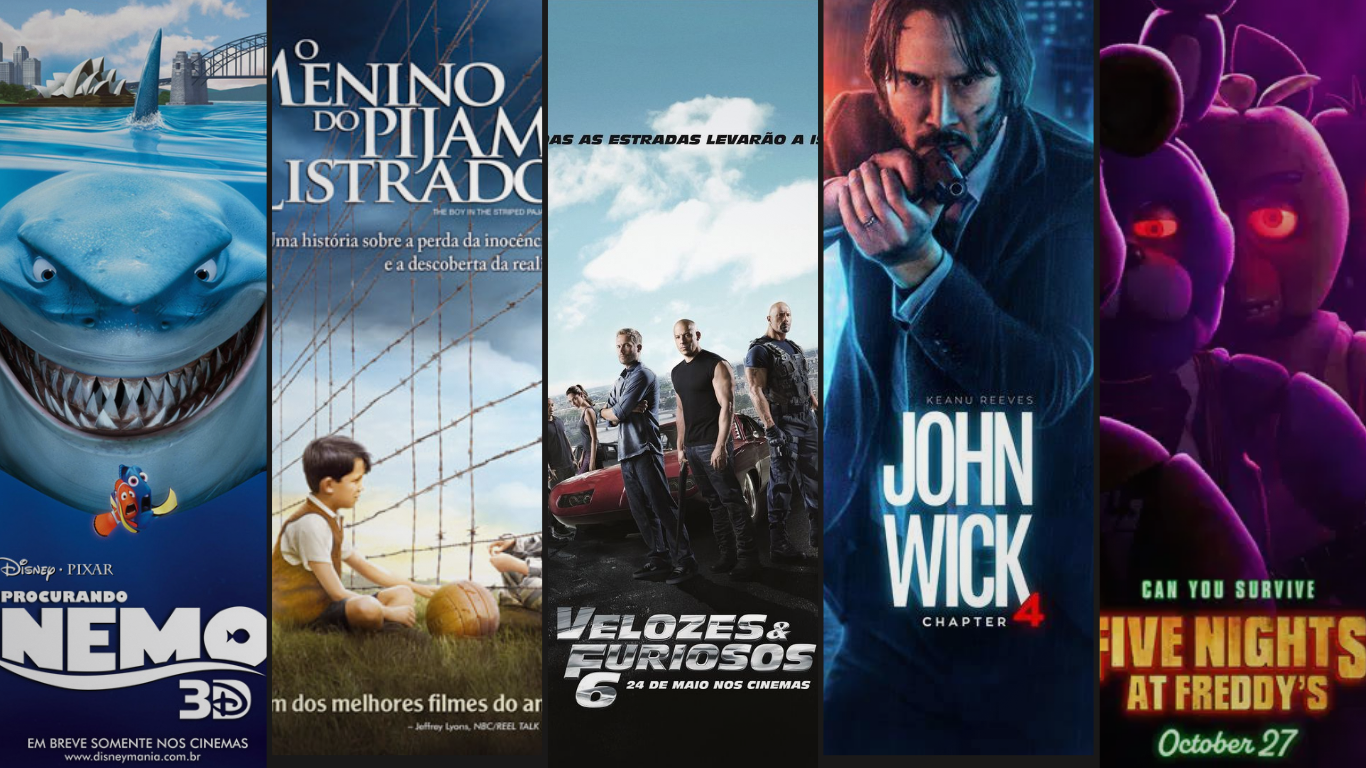 Disney · PIXAR
PROCURANDO
NEMO
3D
EM BREVE SOMENTE NOS CINEMAS
www.disneymania.com.br
O
MENINO
DO PIJAM
LISTRADO
THE BOY IN THE STRIPED PAJA
Uma história sobre a perda da inocênc
e a descoberta da real
m dos melhores filmes do an
– Jeffrey Lyons, NBC/REEL TALK
DAS AS ESTRADAS LEVARÃO A IS
VELOZES &
FURIOSOS
6 24 DE MAIO NOS CINEMAS
KEANU REEVES
JOHN
WICK
CHAPTER 4
CAN YOU SURVIVE
FIVE NIGHTS
AT FREDDY'S
October 27